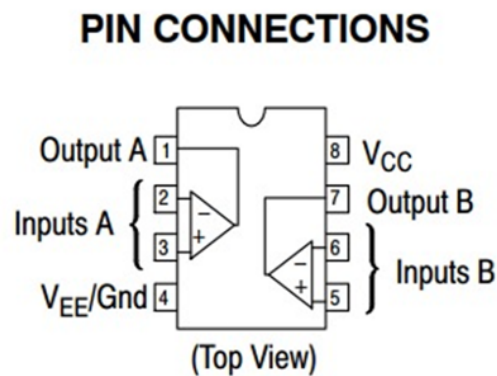 PIN CONNECTIONS
Output A 1
8 VCC
2
7 Output B
Inputs A
−
+
3
6
Inputs B
−
+
VEE/Gnd 4
5
(Top View)